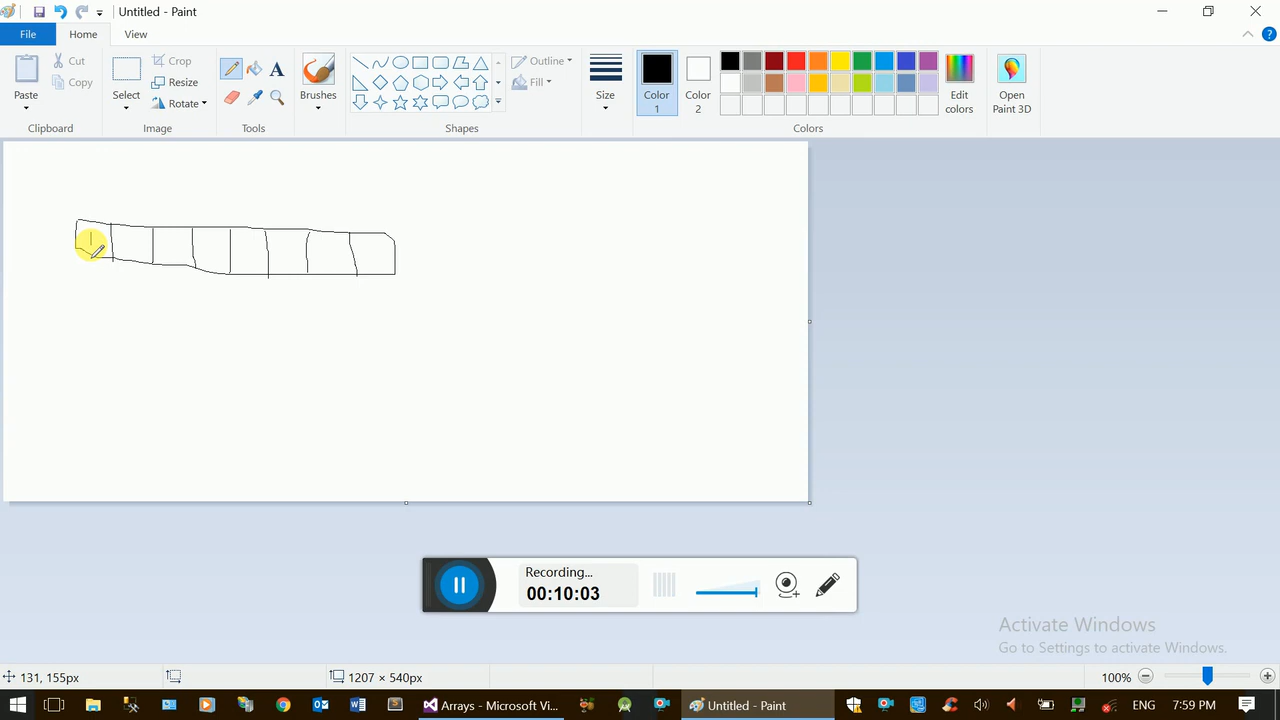 Untitled - Paint
File
Home
View
Paste
Cut
Copy
Clipboard
Select
Crop
Resize
Rotate
Image
A
Tools
Brushes
Outline
Fill
Shapes
Size
Color
1
Color
2
Edit
colors
Open
Paint 3D
Colors
Recording...
00:10:03
Activate Windows
Go to Settings to activate Windows.
131, 155px
1207 × 540px
100%
Arrays - Microsoft Vi...
Untitled - Paint
ENG
7:59 PM